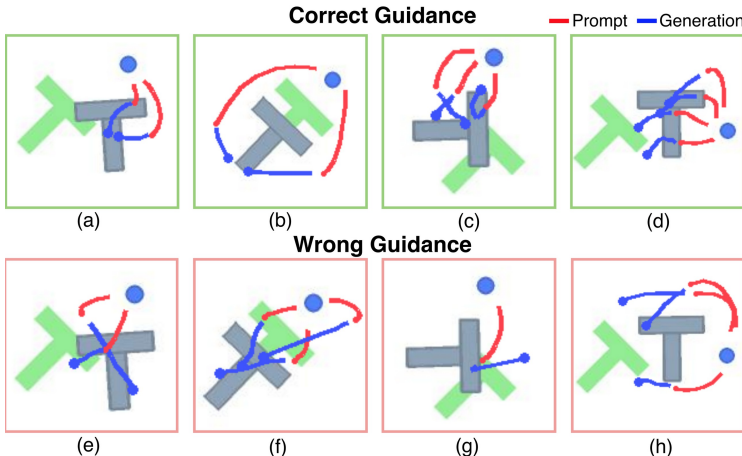 Correct Guidance
Prompt Generation
(a) (b) (c) (d)
Wrong Guidance
(e) (f) (g) (h)